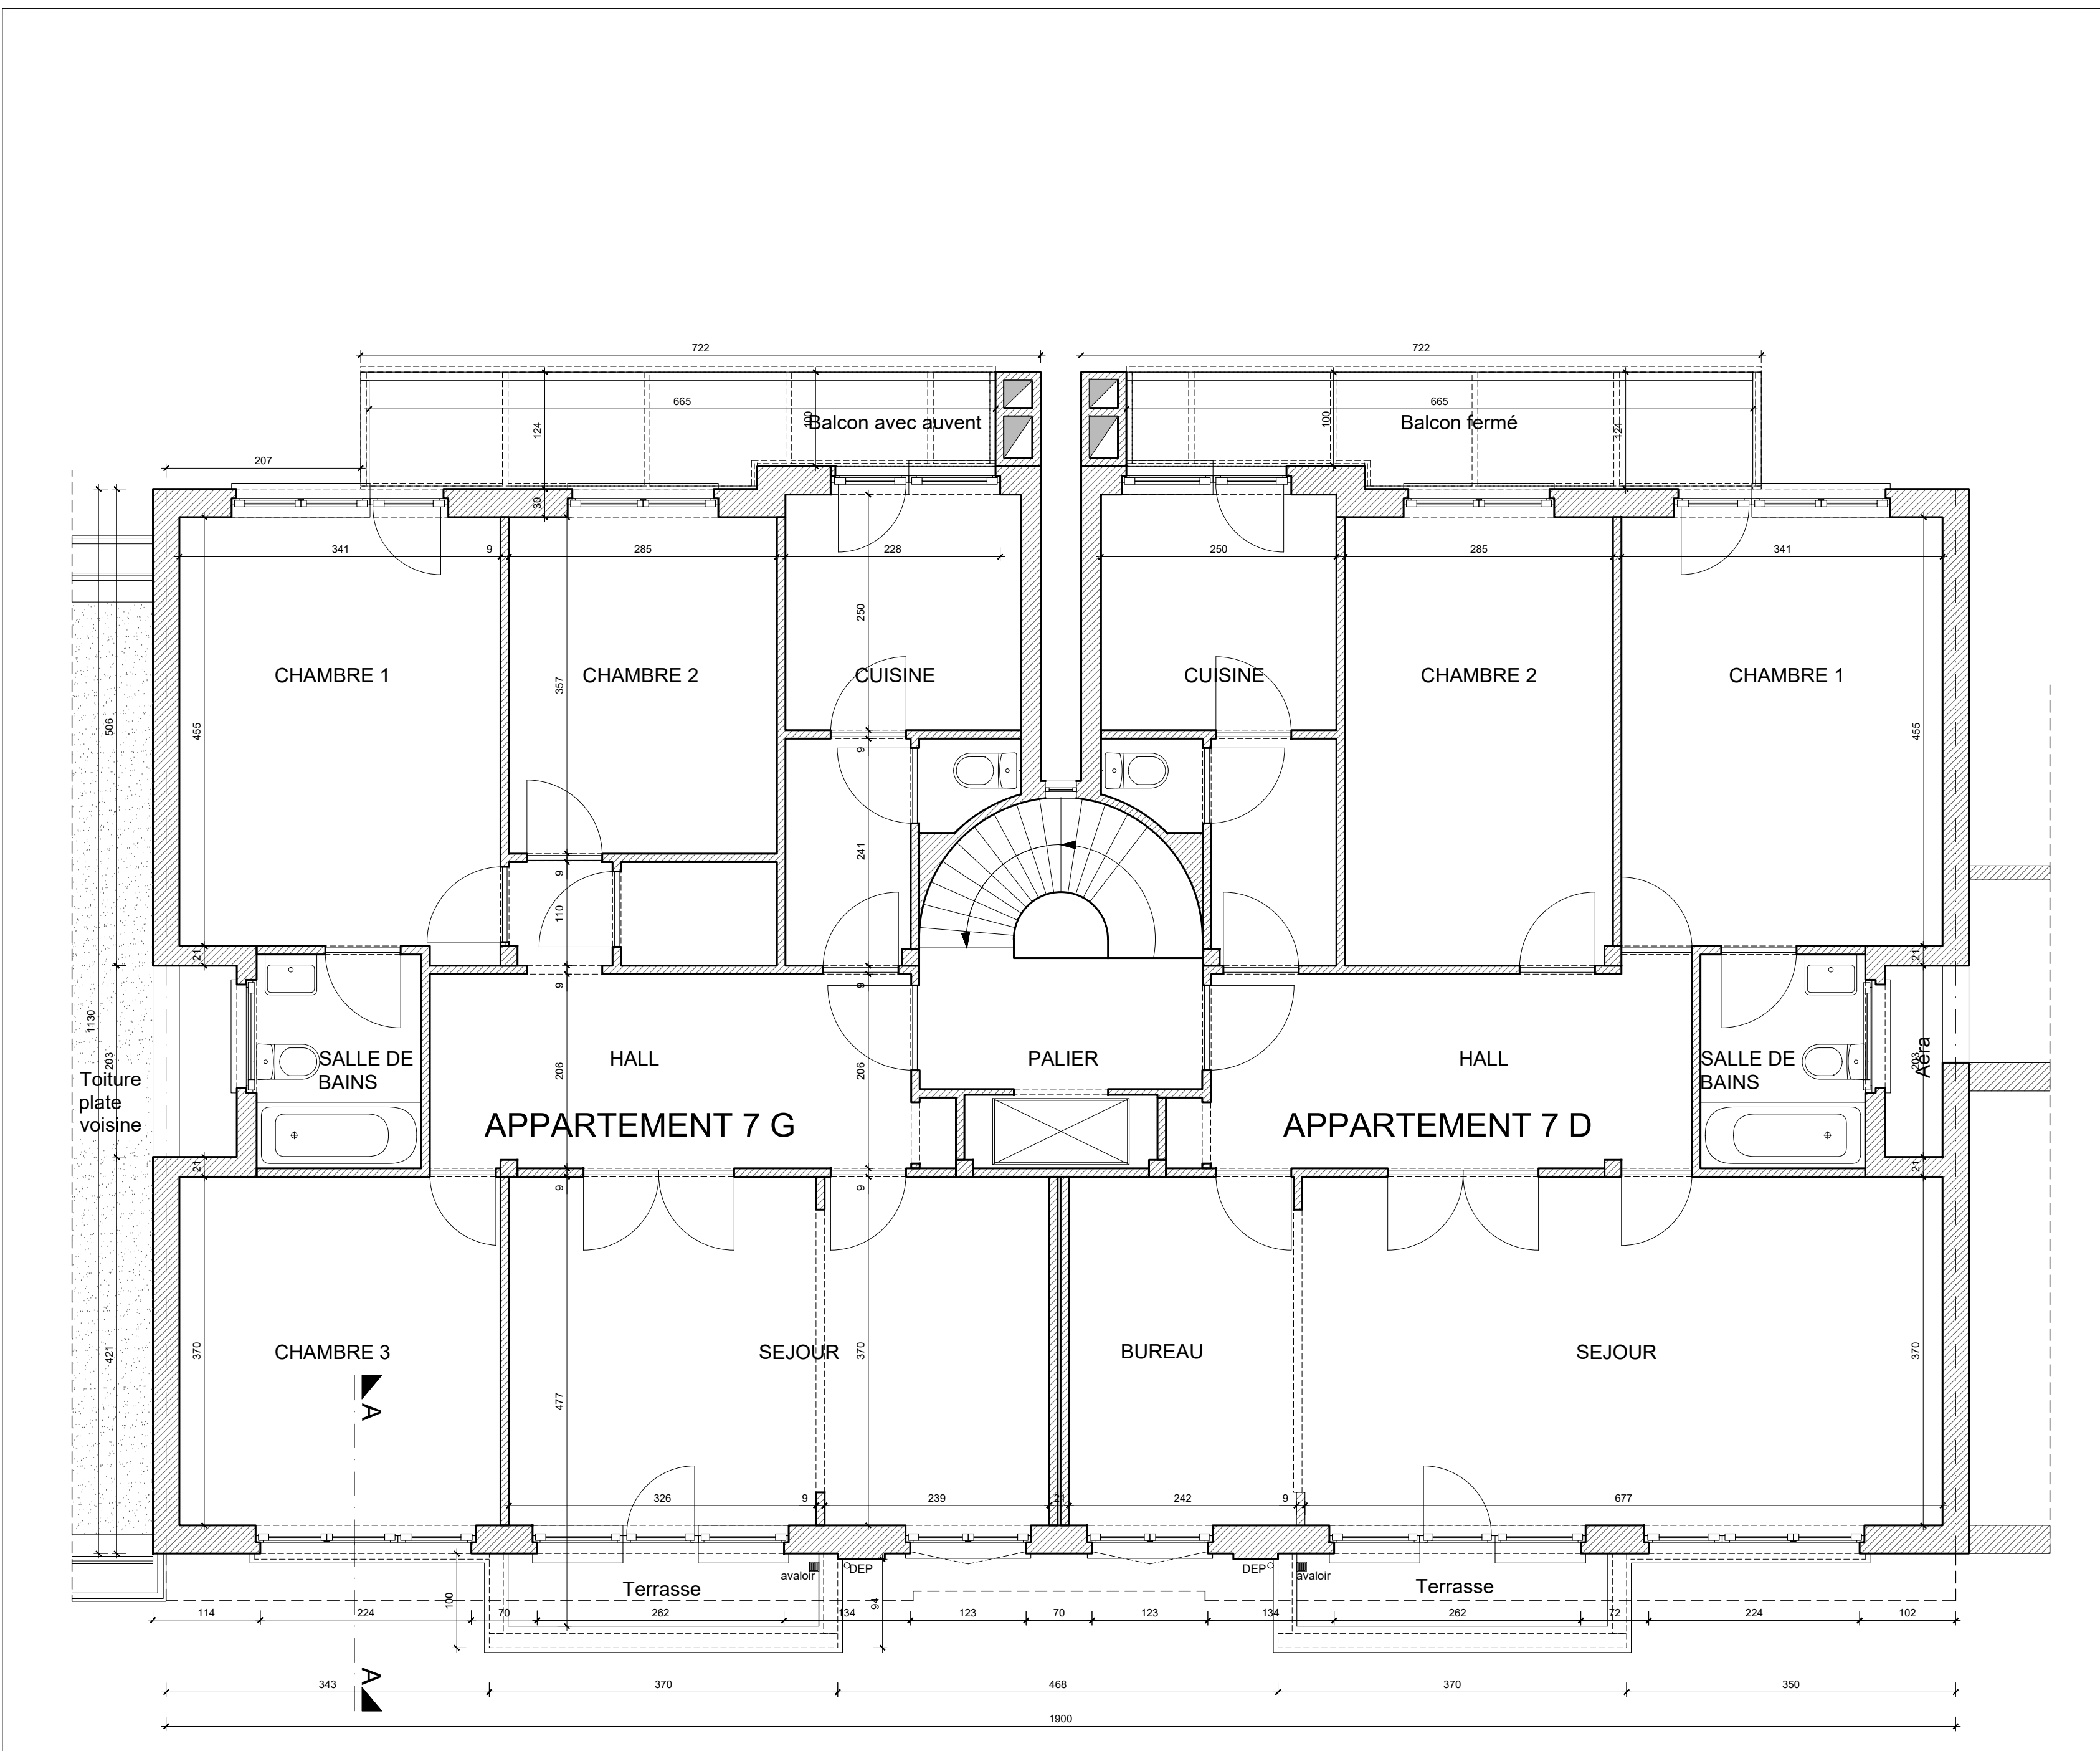 722
722
665
665
Balcon avec auvent
100
124
Balcon fermé
100
124
207
30
341
9
285
228
250
285
341
CHAMBRE 1
CHAMBRE 2
CUISINE
CUISINE
CHAMBRE 2
CHAMBRE 1
250
357
455
455
506
9
241
9
110
21
21
9
9
1130
203
203
Aéra
HALL
PALIER
HALL
SALLE DE
BAINS
SALLE DE
BAINS
206
206
Toiture
plate
voisine
APPARTEMENT 7 G
APPARTEMENT 7 D
21
21
9
9
CHAMBRE 3
SEJOUR
BUREAU
SEJOUR
370
421
370
370
477
A
326
9
239
21
242
9
677
avaloir
DEP
DEP
avaloir
Terrasse
Terrasse
100
94
114
224
70
262
134
123
70
123
134
262
72
224
102
A
343
370
468
370
350
1900